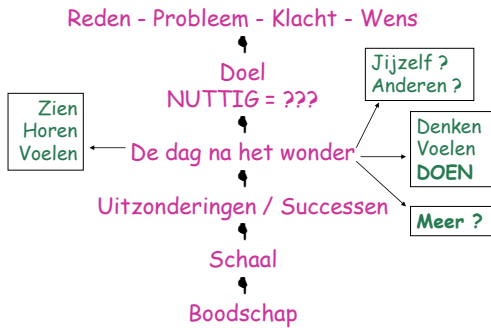 Reden - Probleem - Klacht - Wens
Doel
NUTTIG = ???
Jijzelf ?
Anderen ?
Zien
Horen
Voelen
De dag na het wonder
Denken
Voelen
DOEN
Uitzonderingen / Successen
Meer ?
Schaal
Boodschap